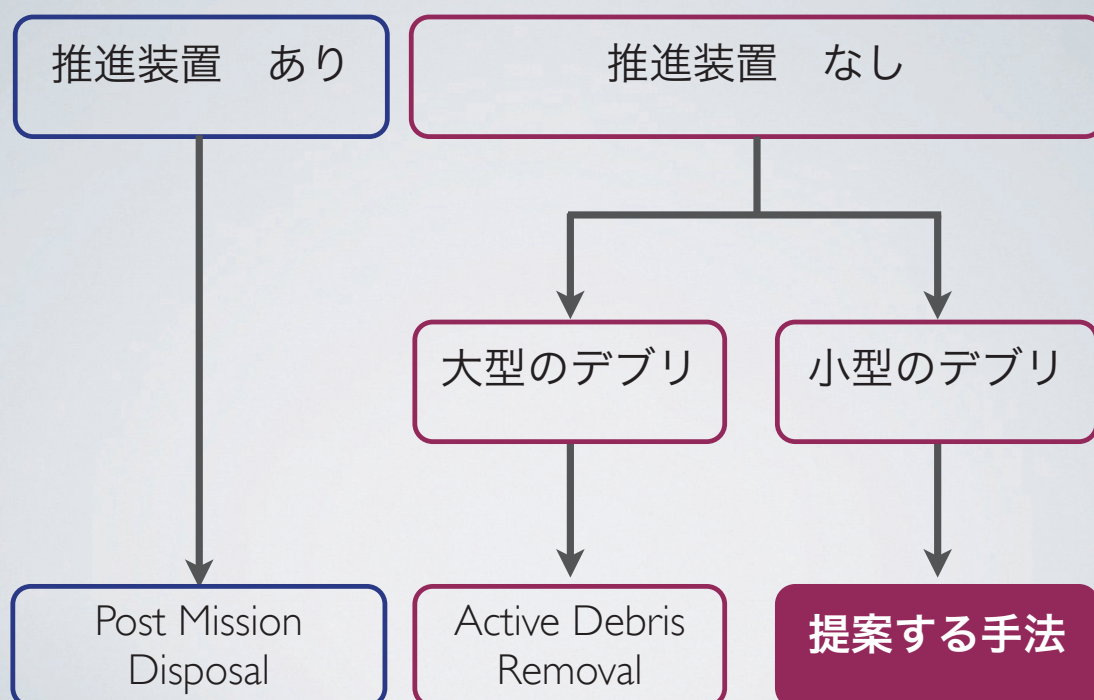 推進装置　あり
推進装置　なし
大型のデブリ
小型のデブリ
Post Mission
Disposal
Active Debris
Removal
提案する手法